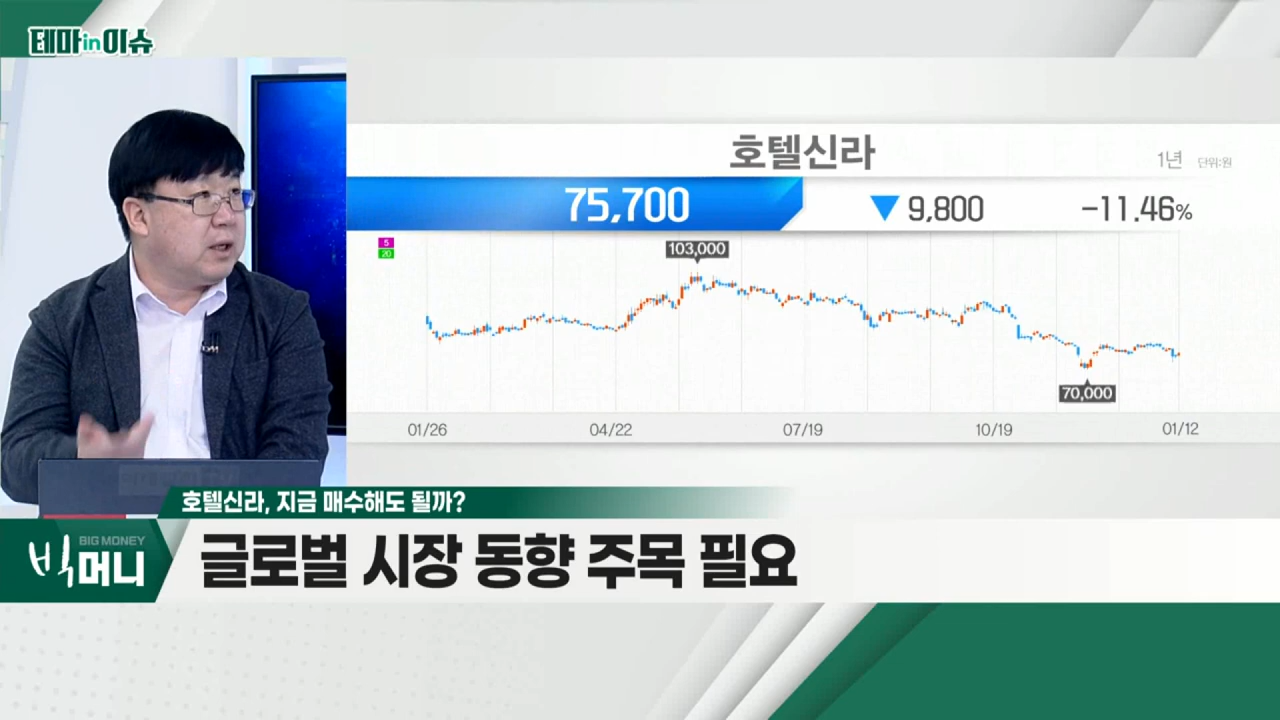 테마in이슈
호텔신라
1년 단위:원
75,700 ▼ 9,800 -11.46%
5
20
103,000
70,000
01/26 04/22 07/19 10/19 01/12
호텔신라, 지금 매수해도 될까?
BIG MONEY
빅머니
글로벌 시장 동향 주목 필요